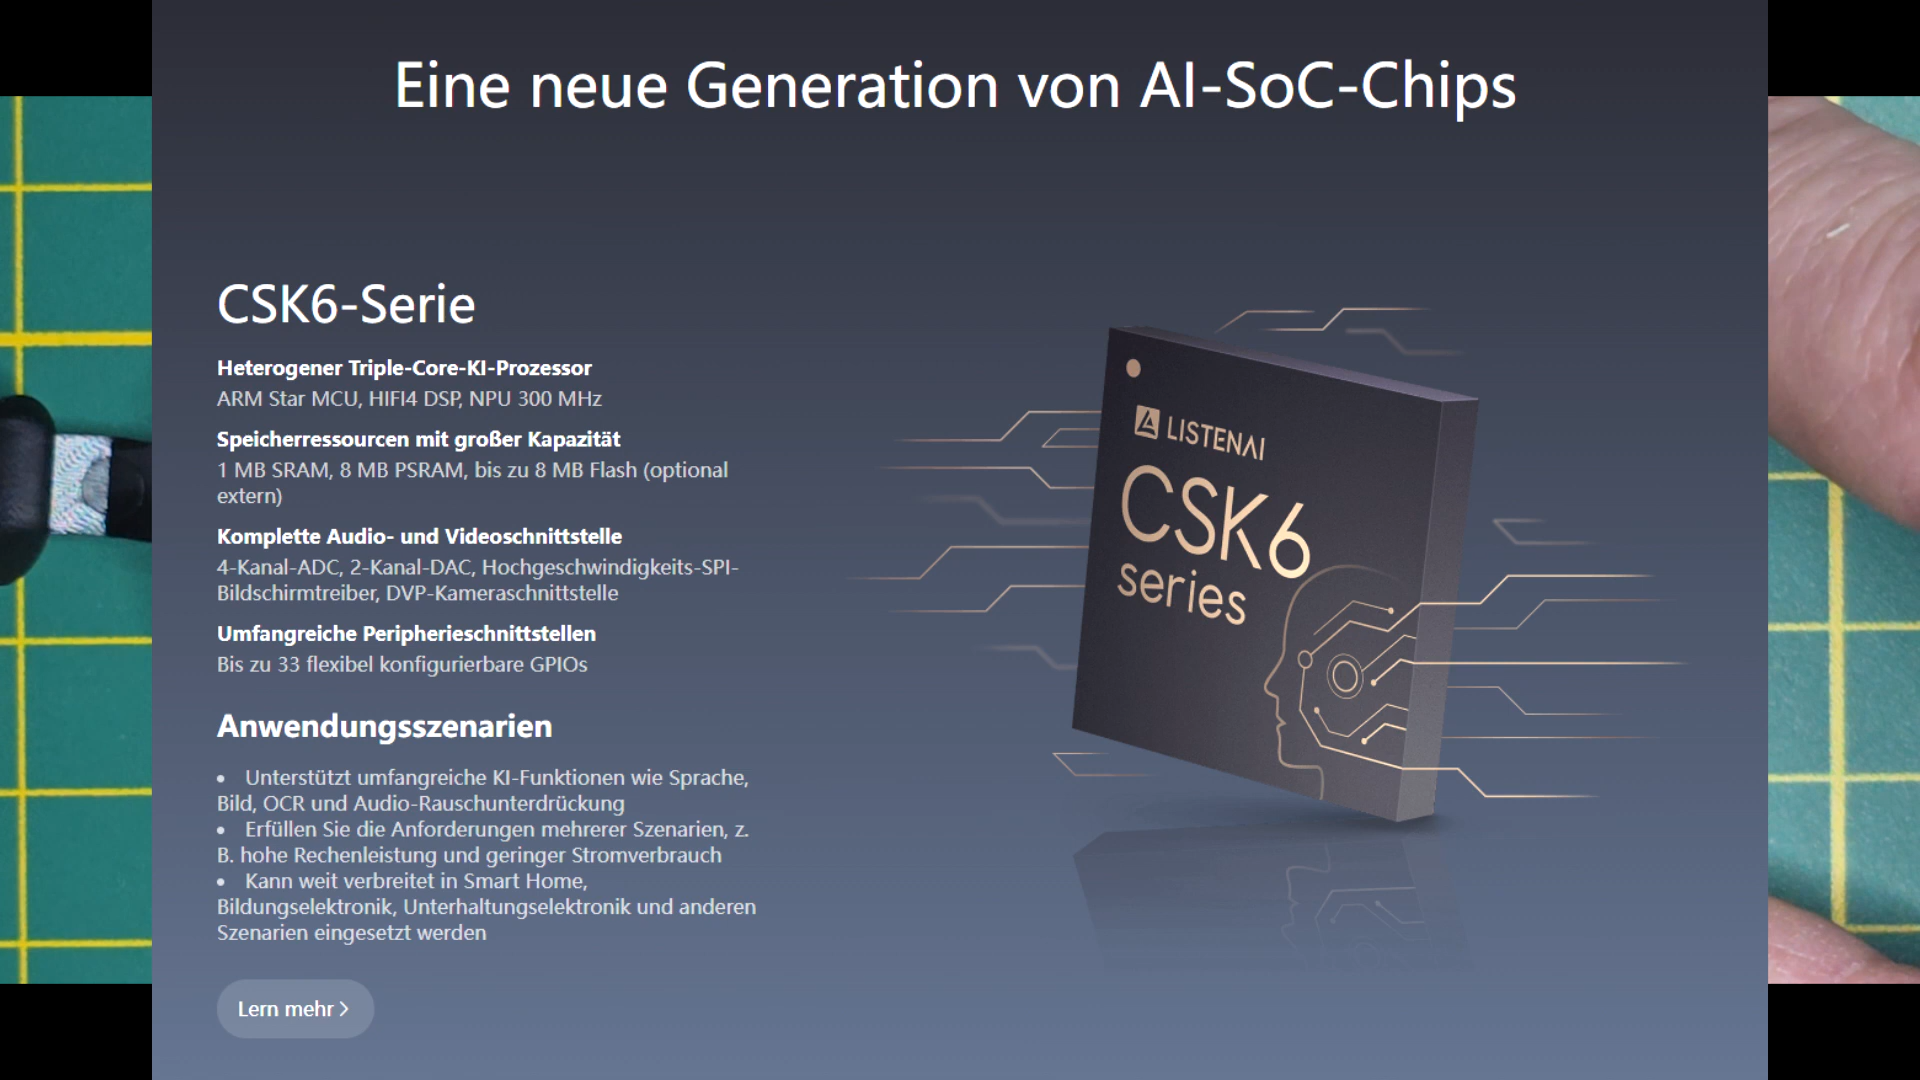 Eine neue Generation von AI-SoC-Chips
CSK6-Serie
Heterogener Triple-Core-KI-Prozessor
ARM Star MCU, HIFI4 DSP, NPU 300 MHz
Speicherressourcen mit großer Kapazität
1 MB SRAM, 8 MB PSRAM, bis zu 8 MB Flash (optional
extern)
Komplette Audio- und Videoschnittstelle
4-Kanal-ADC, 2-Kanal-DAC, Hochgeschwindigkeits-SPI-
Bildschirmtreiber, DVP-Kameraschnittstelle
Umfangreiche Peripherieschnittstellen
Bis zu 33 flexibel konfigurierbare GPIOs
Anwendungsszenarien
• Unterstützt umfangreiche KI-Funktionen wie Sprache,
Bild, OCR und Audio-Rauschunterdrückung
• Erfüllen Sie die Anforderungen mehrerer Szenarien, z.
B. hohe Rechenleistung und geringer Stromverbrauch
• Kann weit verbreitet in Smart Home,
Bildungselektronik, Unterhaltungselektronik und anderen
Szenarien eingesetzt werden
Lern mehr >
LISTENAI
CSK6
series